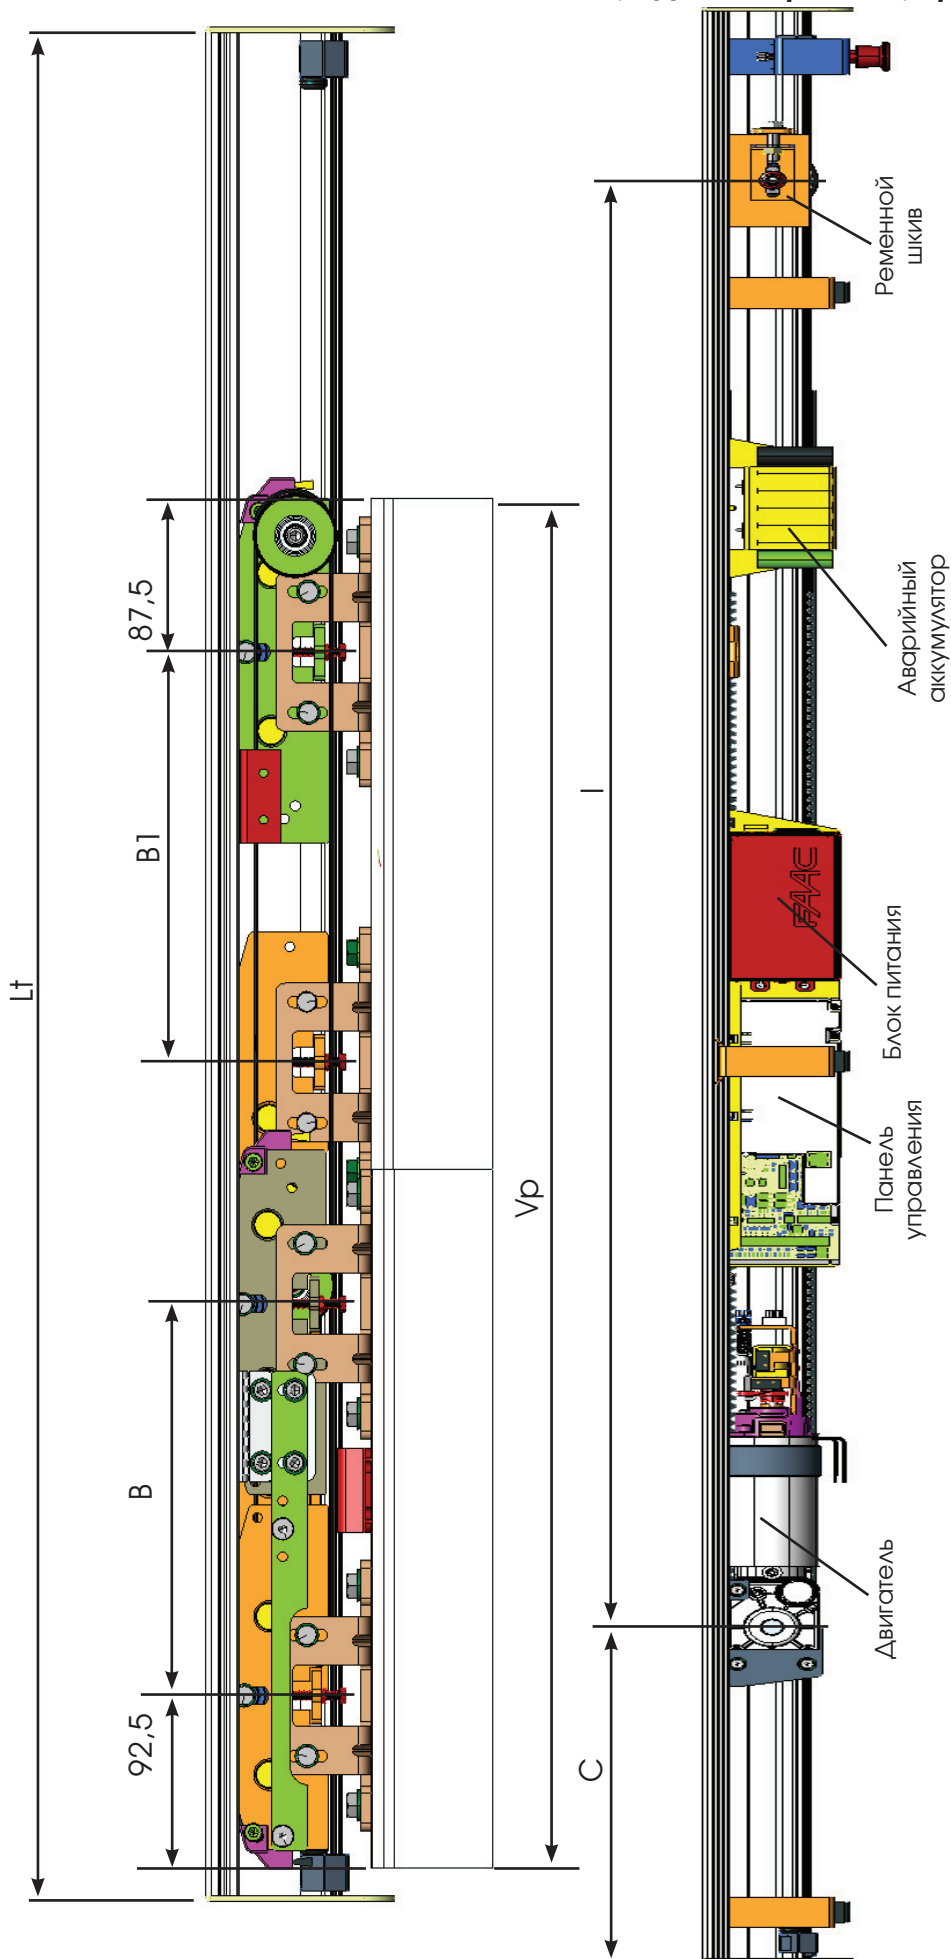 Lt
87,5
B1
B
92,5
Vp
I
C
Ременной
шкив
Аварийный
аккумулятор
FAAC
Блок питания
Панель
управления
Двигатель